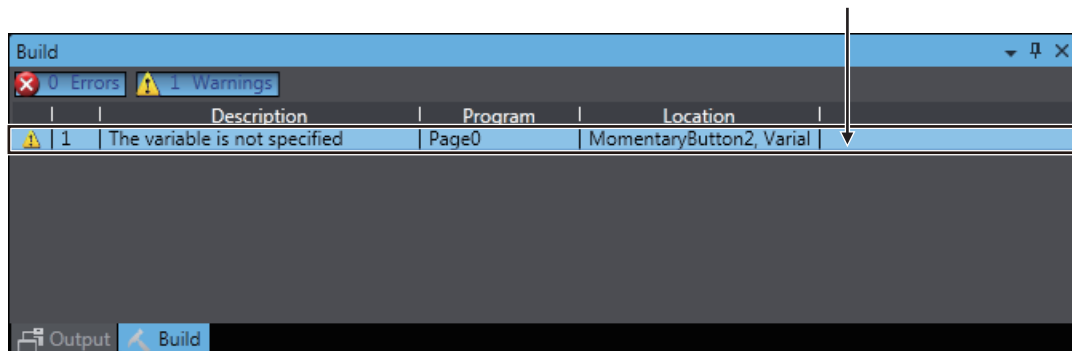 Build
0 Errors 1 Warnings
Description Program Location
1 The variable is not specified Page0 MomentaryButton2, Varial
Output Build